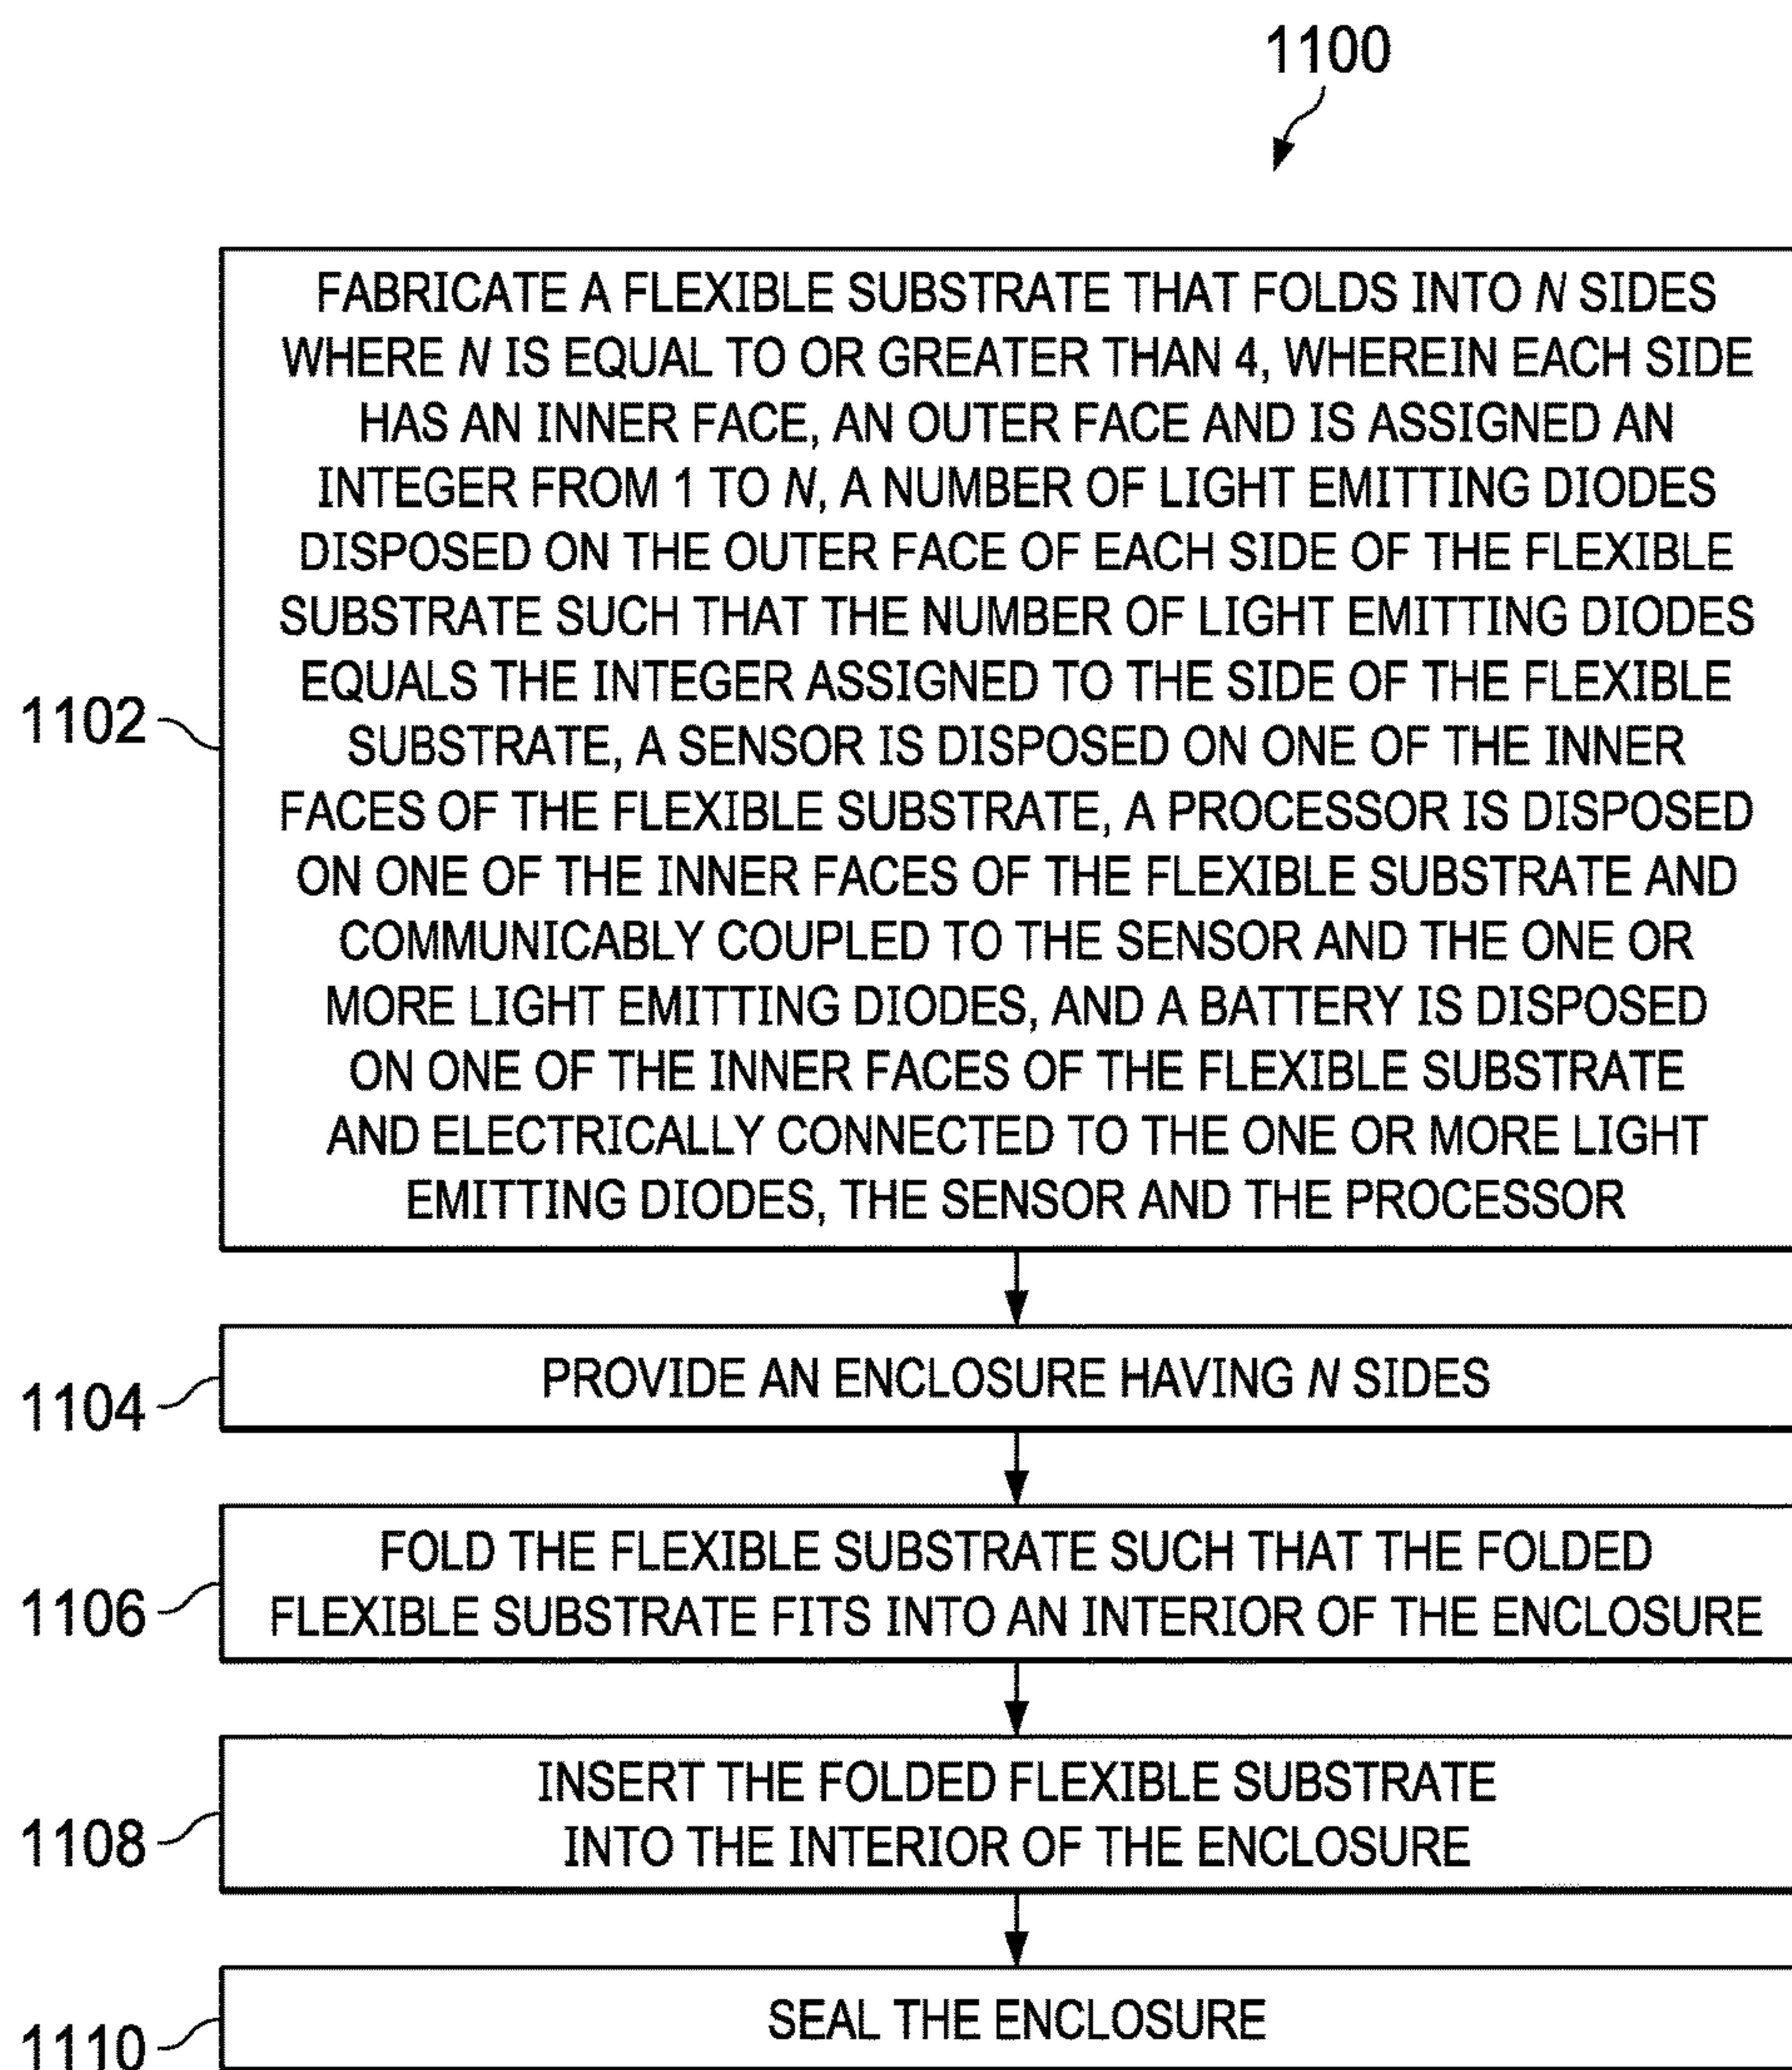 1100
FABRICATE A FLEXIBLE SUBSTRATE THAT FOLDS INTO N SIDES
WHERE N IS EQUAL TO OR GREATER THAN 4, WHEREIN EACH SIDE
HAS AN INNER FACE, AN OUTER FACE AND IS ASSIGNED AN
INTEGER FROM 1 TO N, A NUMBER OF LIGHT EMITTING DIODES
DISPOSED ON THE OUTER FACE OF EACH SIDE OF THE FLEXIBLE
SUBSTRATE SUCH THAT THE NUMBER OF LIGHT EMITTING DIODES
EQUALS THE INTEGER ASSIGNED TO THE SIDE OF THE FLEXIBLE
SUBSTRATE, A SENSOR IS DISPOSED ON ONE OF THE INNER
FACES OF THE FLEXIBLE SUBSTRATE, A PROCESSOR IS DISPOSED
ON ONE OF THE INNER FACES OF THE FLEXIBLE SUBSTRATE AND
COMMUNICABLY COUPLED TO THE SENSOR AND THE ONE OR
MORE LIGHT EMITTING DIODES, AND A BATTERY IS DISPOSED
ON ONE OF THE INNER FACES OF THE FLEXIBLE SUBSTRATE
AND ELECTRICALLY CONNECTED TO THE ONE OR MORE LIGHT
EMITTING DIODES, THE SENSOR AND THE PROCESSOR
1102
PROVIDE AN ENCLOSURE HAVING N SIDES
1104
FOLD THE FLEXIBLE SUBSTRATE SUCH THAT THE FOLDED
FLEXIBLE SUBSTRATE FITS INTO AN INTERIOR OF THE ENCLOSURE
1106
INSERT THE FOLDED FLEXIBLE SUBSTRATE
INTO THE INTERIOR OF THE ENCLOSURE
1108
SEAL THE ENCLOSURE
1110